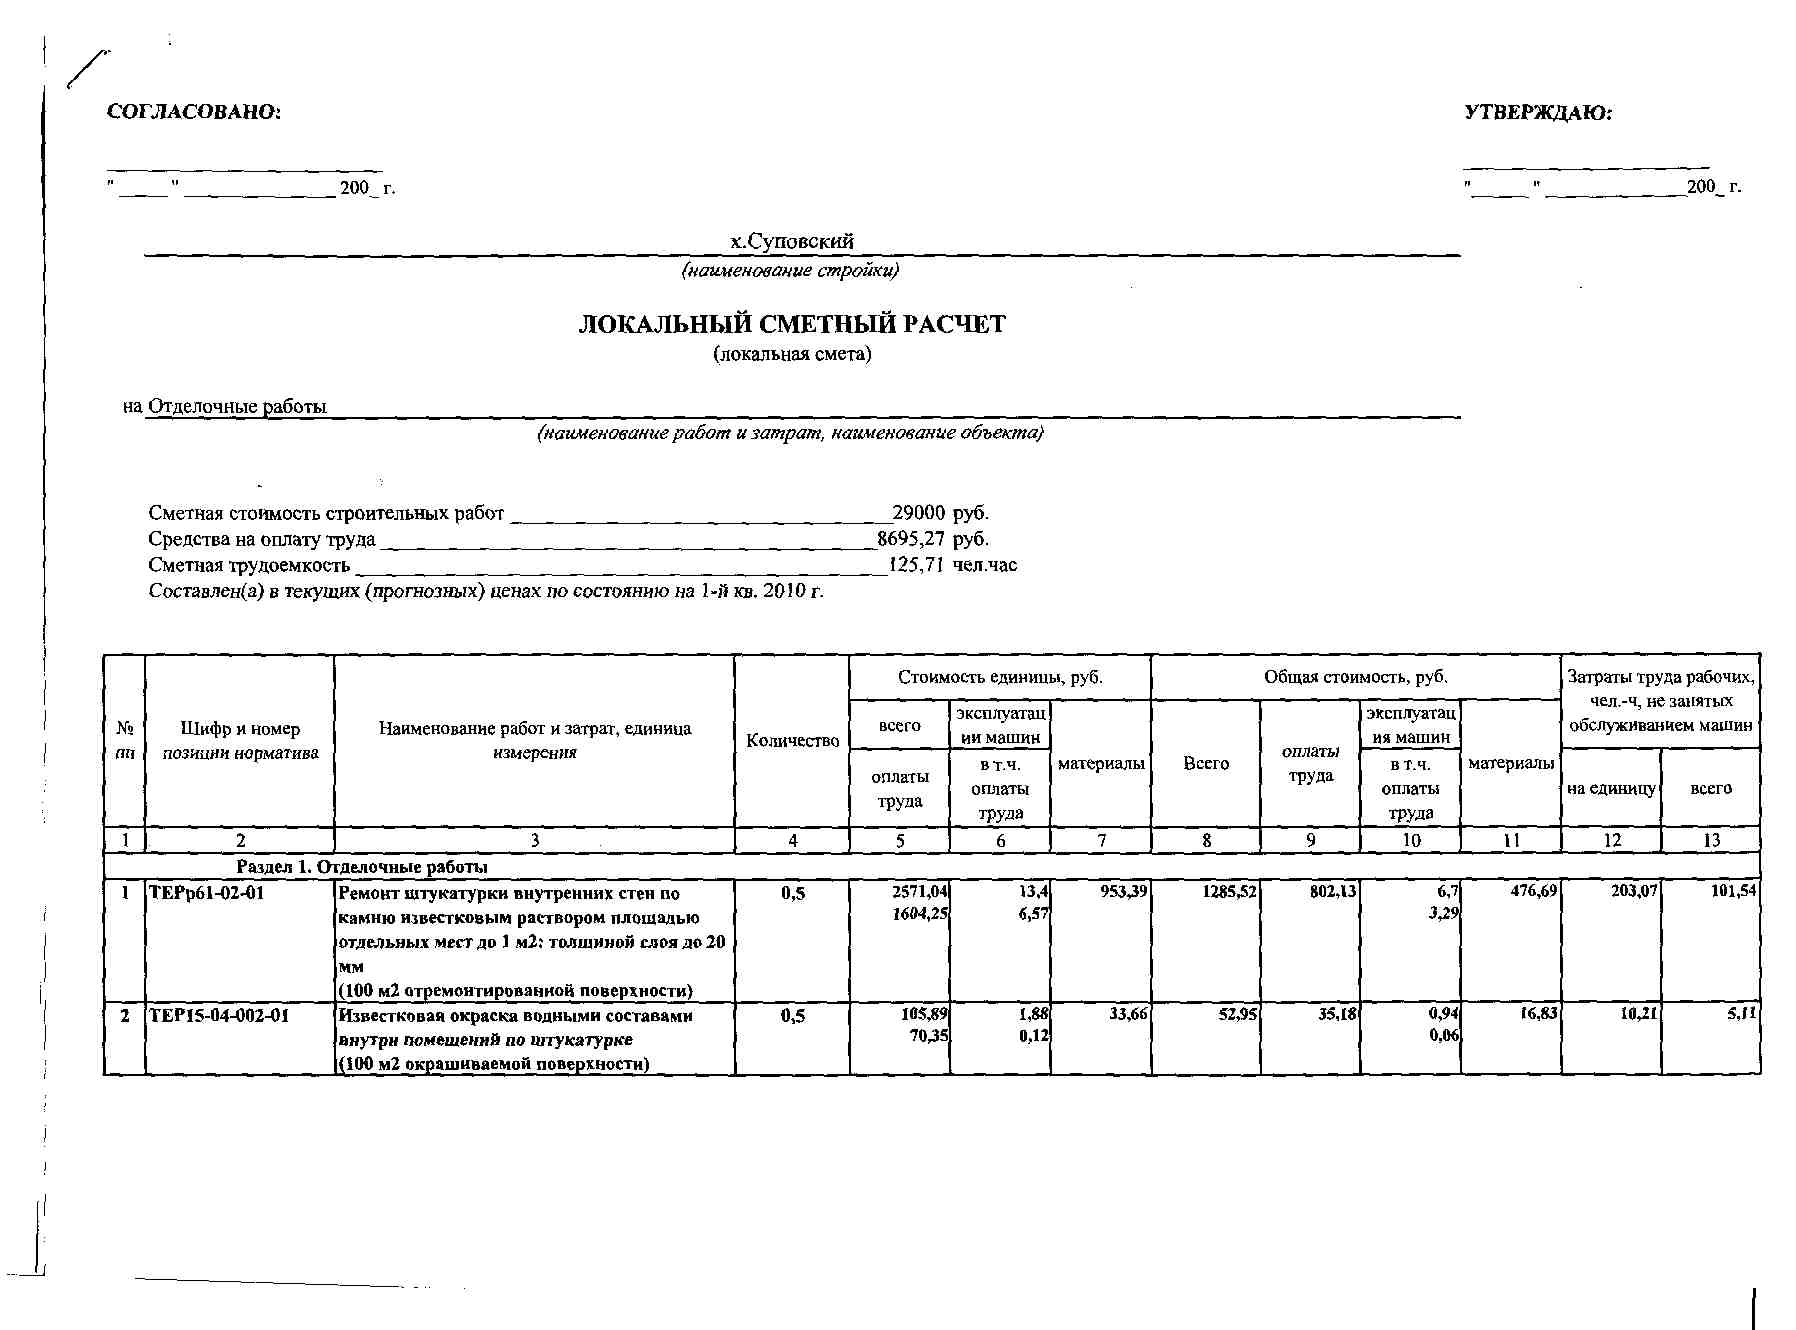 СОГЛАСОВАНО:
УТВЕРЖДАЮ:
"_____" _______________ 200_ г.
"______" ______________200_ г.
х.Суповский
(наименование стройки)
ЛОКАЛЬНЫЙ СМЕТНЫЙ РАСЧЕТ
(локальная смета)
на Отделочные работы
(наименование работ и затрат, наименование объекта)
Сметная стоимость строительных работ 29000 руб.
Средства на оплату труда 8695,27 руб.
Сметная трудоемкость 125,71 чел.час
Составлен(а) в текущих (прогнозных) ценах по состоянию на 1-й кв. 2010 г.
№ пп
Шифр и номер позиции норматива
Наименование работ и затрат, единица измерения
Количество
Стоимость единицы, руб.
всего
оплаты труда
эксплуатац ии машин
в т.ч. оплаты труда
материалы
Общая стоимость, руб.
Всего
оплаты труда
эксплуатац ия машин
в т.ч. оплаты труда
материалы
Затраты труда рабочих, чел.-ч, не занятых обслуживанием машин
на единицу
всего
1 2 3 4 5 6 7 8 9 10 11 12 13
Раздел 1. Отделочные работы
1 ТЕРр61-02-01 Ремонт штукатурки внутренних стен по 0,5 2571,04 13,4 953,39 1285,52 802,13 6,7 476,69 203,07 101,54
камню известковым раствором площадью 1604,25 6,57 3,29
отдельных мест до 1 м2: толщиной слоя до 20
мм
(100 м2 отремонтированной поверхности)
2 ТЕР15-04-002-01 Известковая окраска водными составами 0,5 105,89 1,88 33,66 52,95 35,18 0,94 16,83 10,21 5,11
внутри помещений по штукатурке 70,35 0,12 0,06
(100 м2 окрашиваемой поверхности)